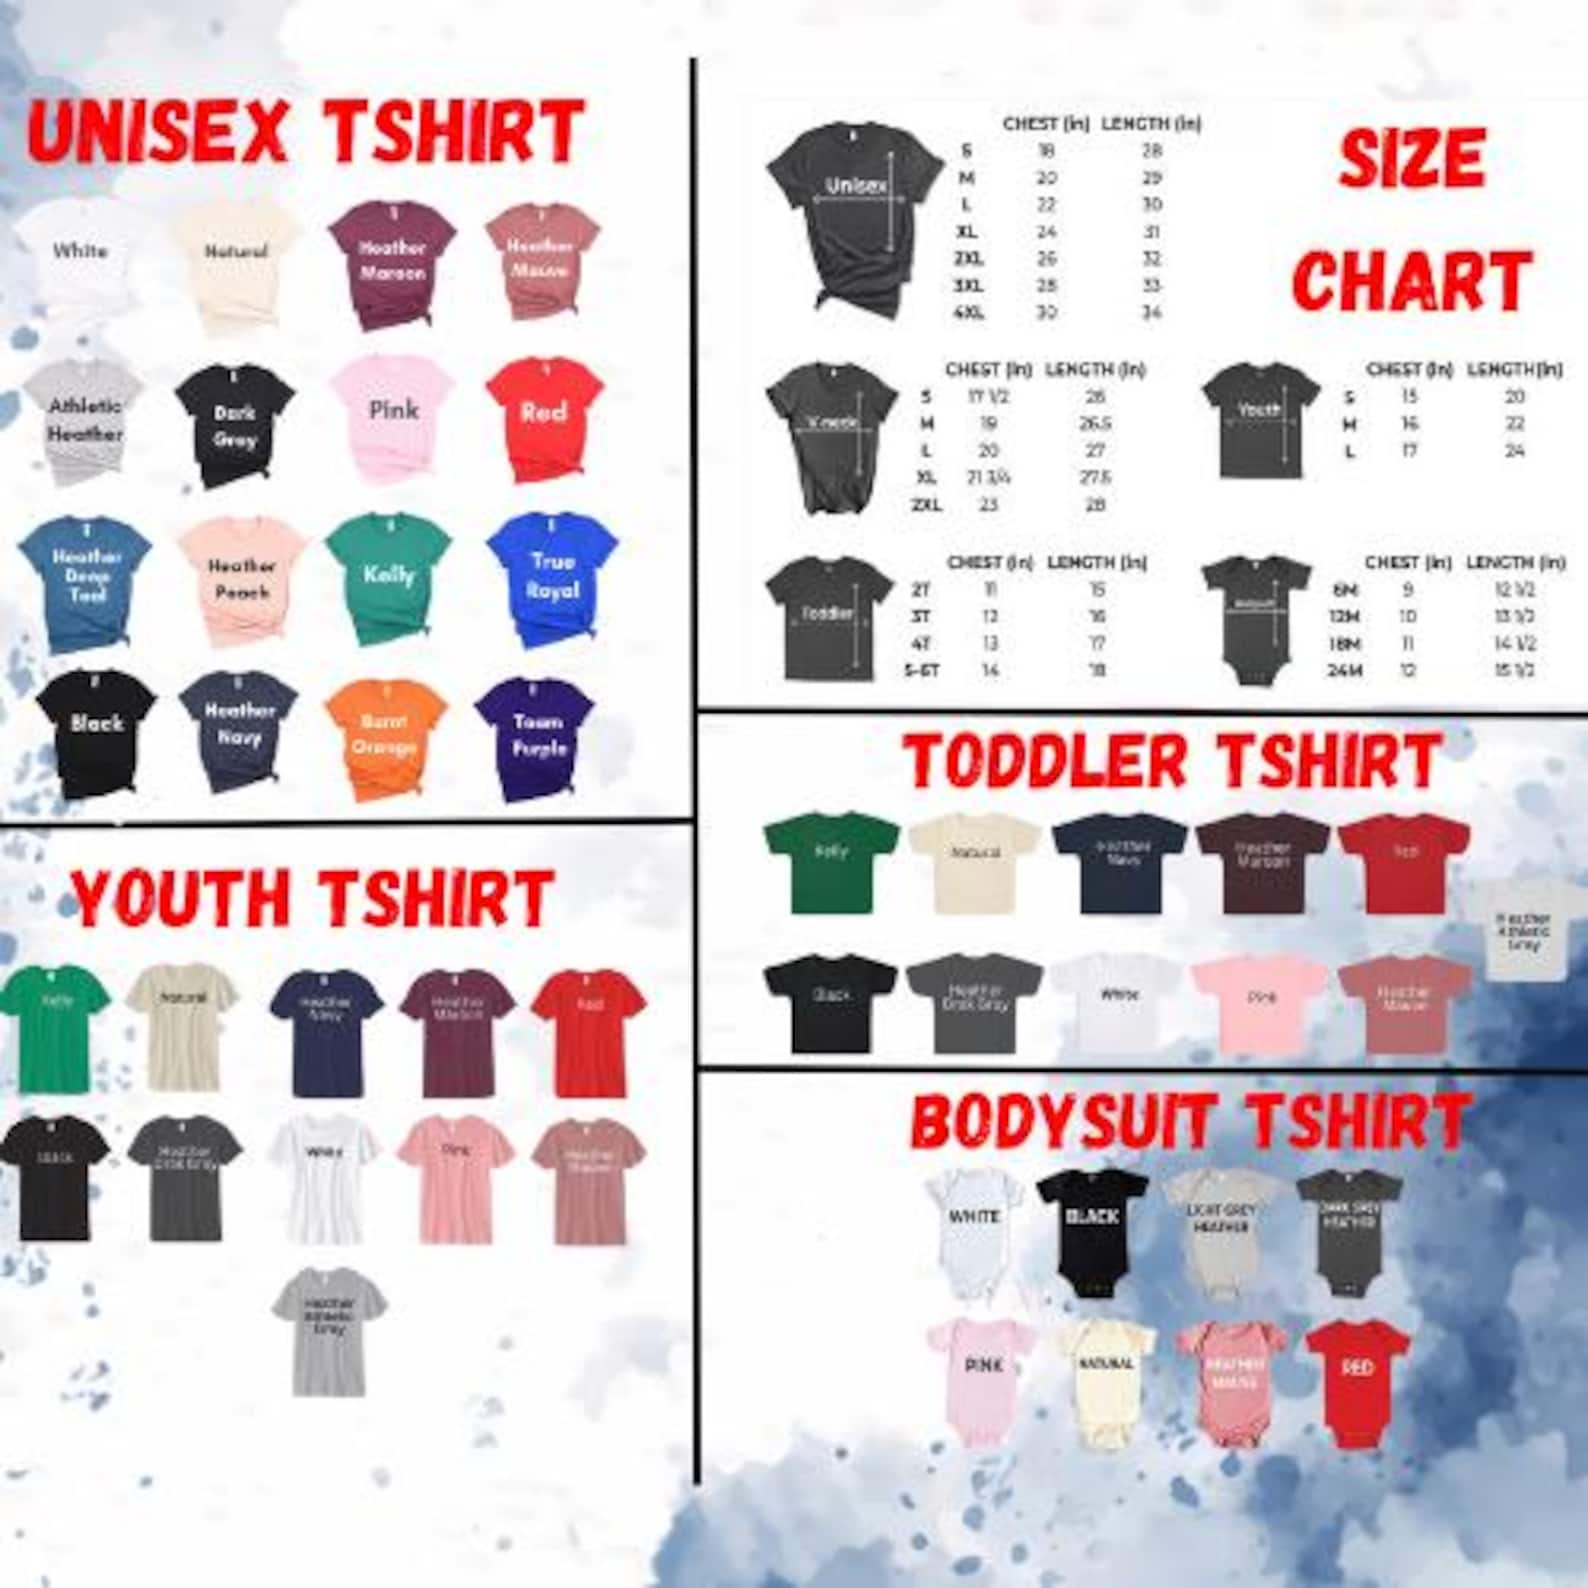 UNISEX TSHIRT
White
Natural
Heather
Maroon
Heather
Mauve
Athletic
Heather
Dark
Grey
Pink
Red
Heather
Deep
Teal
Heather
Peach
Kelly
True
Royal
Black
Heather
Navy
Burnt
Orange
Team
Purple
YOUTH TSHIRT
Kelly
Natural
Heather
Navy
Heather
Maroon
Red
Black
Heather
Drak Gray
White
Pink
Heather
Mauve
Heather
Athletic
Gray
SIZE
CHART
CHEST (in) LENGTH (in)
Unisex
S 18 28
M 20 29
L 22 30
XL 24 31
2XL 26 32
3XL 28 33
4XL 30 34
CHEST (in) LENGTH (in)
V neck
S 17 1/2 26
M 19 26.5
L 20 27
XL 21 3/4 27.5
2XL 23 28
CHEST (in) LENGTH(in)
Youth
S 15 20
M 16 22
L 17 24
CHEST (in) LENGTH (in)
Toddler
2T 11 15
3T 12 16
4T 13 17
5-6T 14 18
CHEST (in) LENGTH (in)
6M 9 12 1/2
12M 10 13 1/2
18M 11 14 1/2
24M 12 15 1/2
TODDLER TSHIRT
Kelly
Natural
Heather
Navy
Heather
Maroon
Red
Heather
Athletic
Gray
Black
Heather
Drak Gray
White
Pink
Heather
Mauve
BODYSUIT TSHIRT
WHITE
BLACK
LIGHT GREY
HEATHER
DARK GREY
HEATHER
PINK
NATURAL
HEATHER
MAUVE
RED